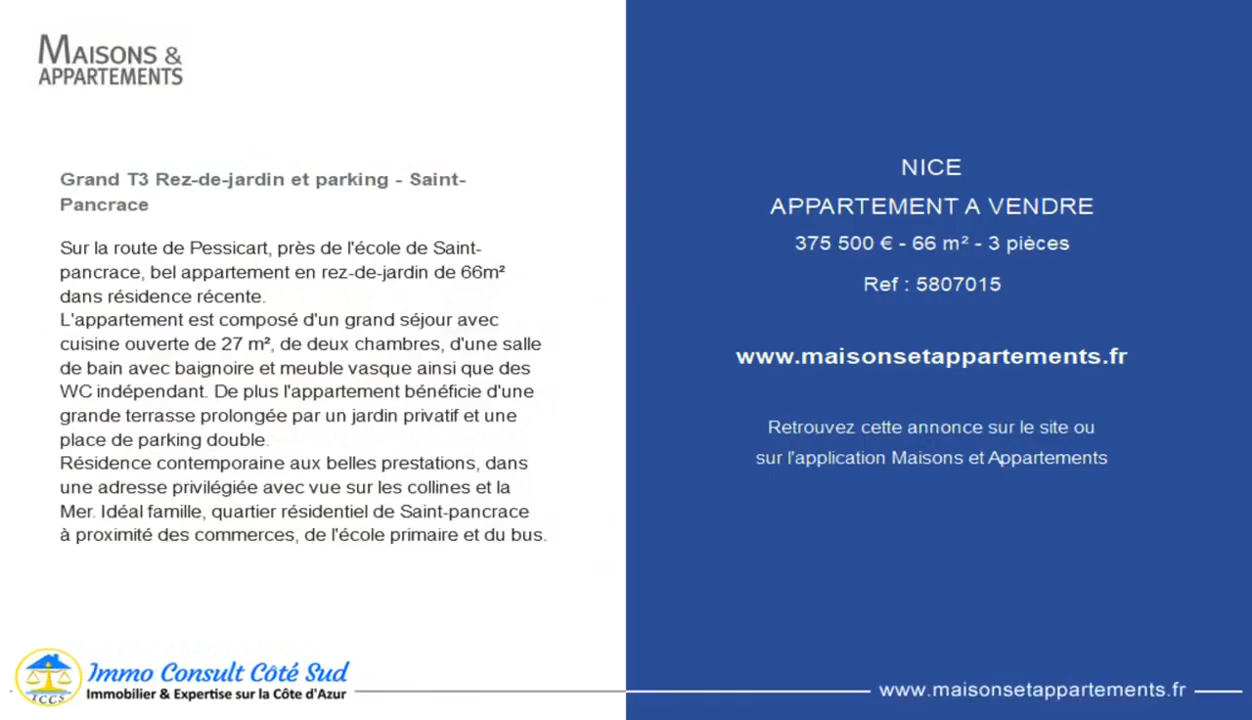 MAISONS &
APPARTEMENTS
Grand T3 Rez-de-jardin et parking - Saint-
Pancrace
Sur la route de Pessicart, près de l'école de Saint-
pancrace, bel appartement en rez-de-jardin de 66m²
dans résidence récente.
L'appartement est composé d'un grand séjour avec
cuisine ouverte de 27 m², de deux chambres, d'une salle
de bain avec baignoire et meuble vasque ainsi que des
WC indépendant. De plus l'appartement bénéficie d'une
grande terrasse prolongée par un jardin privatif et une
place de parking double.
Résidence contemporaine aux belles prestations, dans
une adresse privilégiée avec vue sur les collines et la
Mer. Idéal famille, quartier résidentiel de Saint-pancrace
à proximité des commerces, de l'école primaire et du bus.
NICE
APPARTEMENT A VENDRE
375 500 € - 66 m² - 3 pièces
Ref : 5807015
www.maisonsetappartements.fr
Retrouvez cette annonce sur le site ou
sur l'application Maisons et Appartements
ICCS
Immo Consult Côté Sud
Immobilier & Expertise sur la Côte d'Azur
www.maisonsetappartements.fr